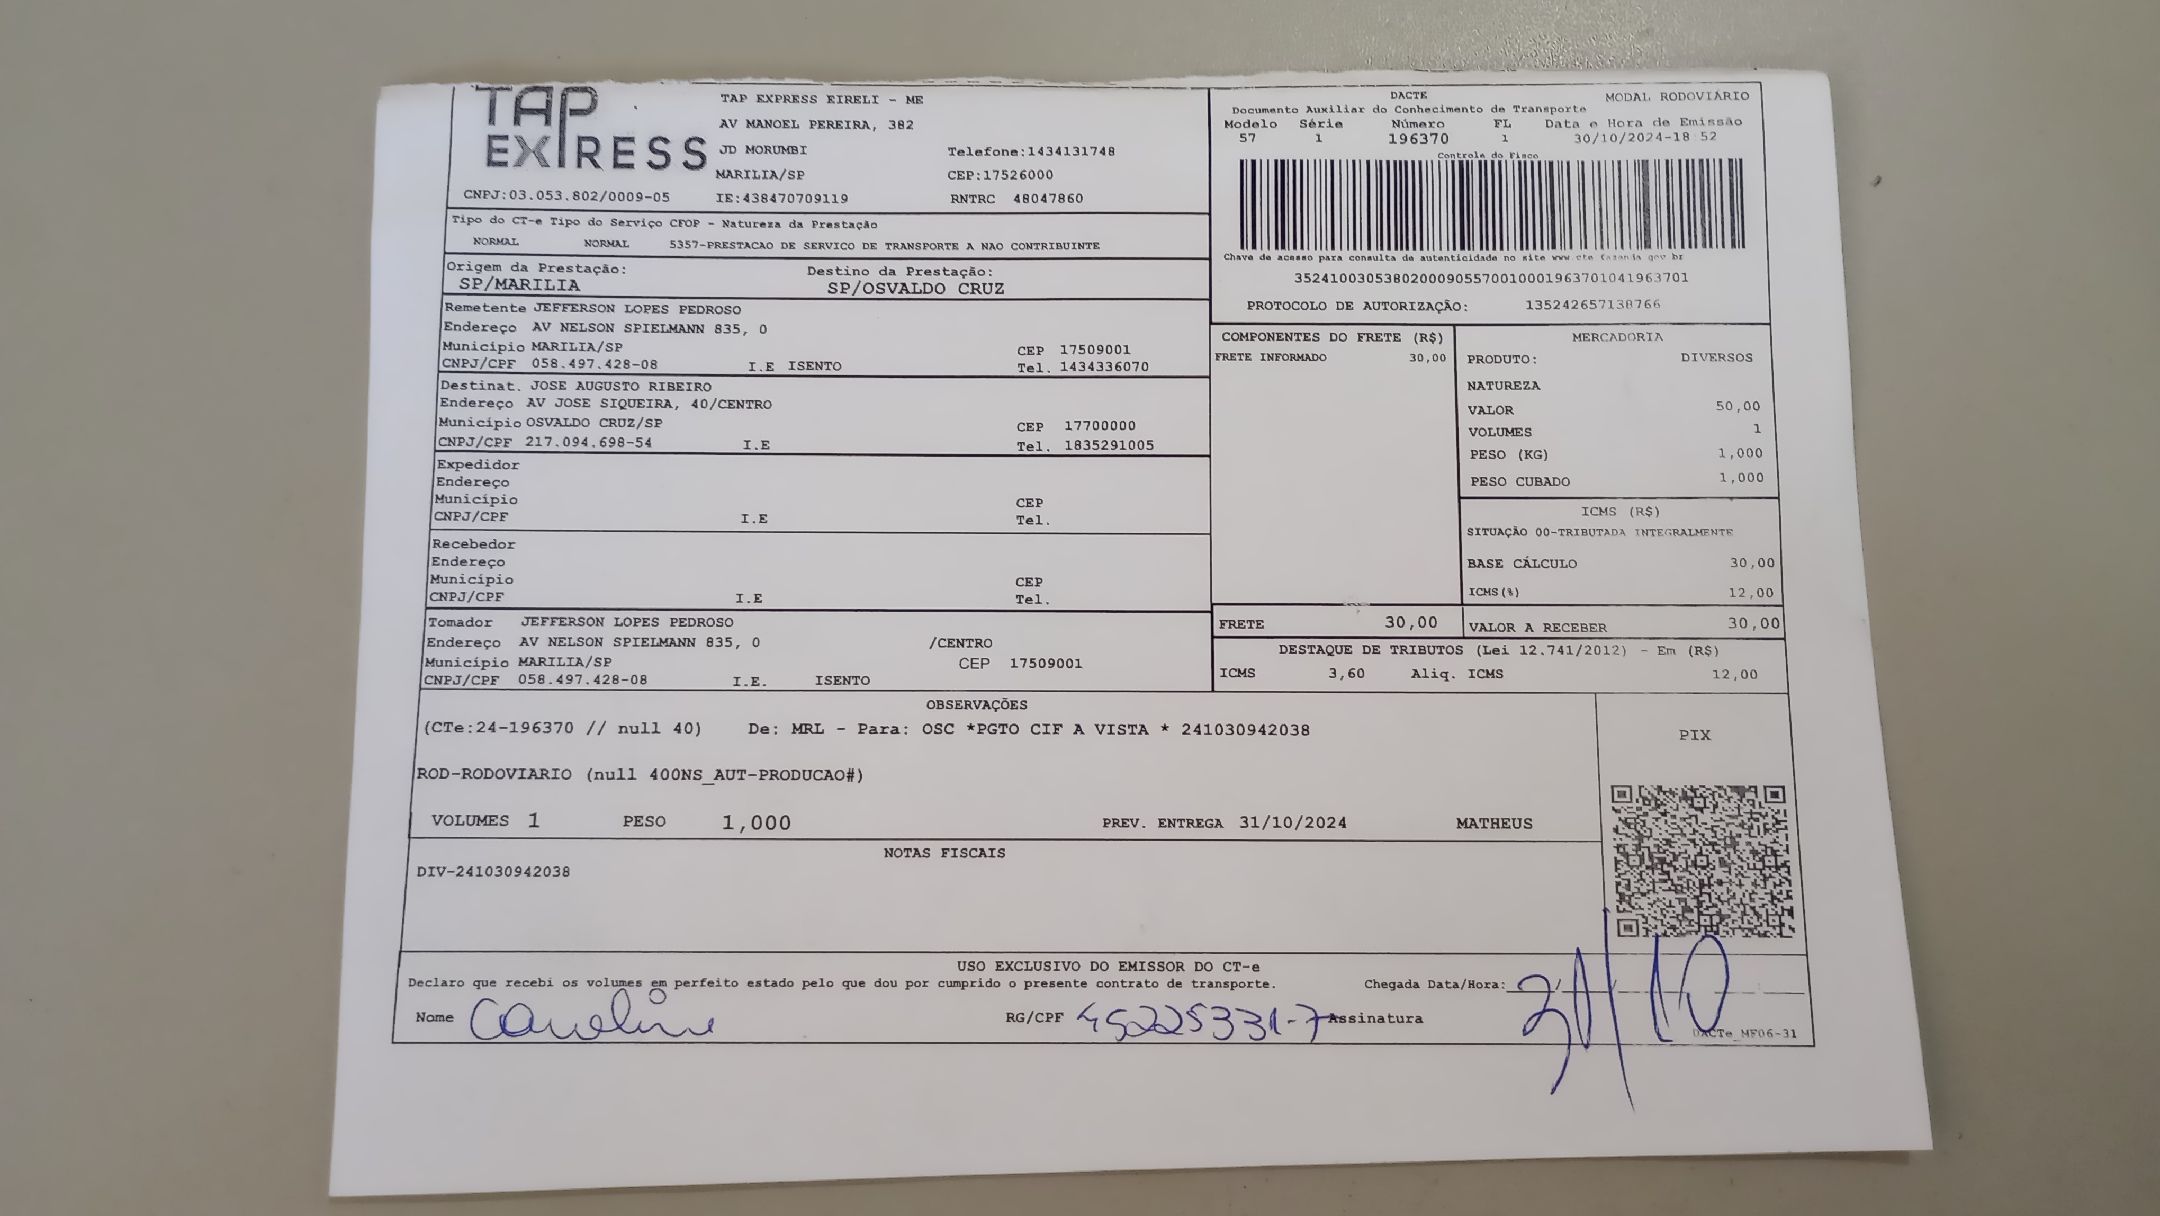 TAP EXPRESS
TAP EXPRESS EIRELI - ME
AV MANOEL PEREIRA, 382
JD MORUMBI Telefone:1434131748
MARILIA/SP CEP:17526000
CNPJ:03.053.802/0009-05 IE:438470709119 RNTRC 48047860
DACTE MODAL RODOVIÁRIO
Documento Auxiliar do Conhecimento de Transporte
Modelo Série Número FL Data e Hora de Emissão
57 1 196370 1 30/10/2024-18 52
Controle do Fisco
Chave de acesso para consulta de autenticidade no site www cte fazenda gov br
35241003053802000905570010001963701041963701
PROTOCOLO DE AUTORIZAÇÃO: 135242657138766
Tipo do CT-e Tipo do Serviço CFOP - Natureza da Prestação
NORMAL NORMAL 5357-PRESTACAO DE SERVICO DE TRANSPORTE A NAO CONTRIBUINTE
Origem da Prestação: Destino da Prestação:
SP/MARILIA SP/OSVALDO CRUZ
Remetente JEFFERSON LOPES PEDROSO
Endereço AV NELSON SPIELMANN 835, 0
Município MARILIA/SP CEP 17509001
CNPJ/CPF 058.497.428-08 I.E ISENTO Tel. 1434336070
Destinat. JOSE AUGUSTO RIBEIRO
Endereço AV JOSE SIQUEIRA, 40/CENTRO
Município OSVALDO CRUZ/SP CEP 17700000
CNPJ/CPF 217.094.698-54 I.E Tel. 1835291005
Expedidor
Endereço
Município CEP
CNPJ/CPF I.E Tel.
Recebedor
Endereço
Município CEP
CNPJ/CPF I.E Tel.
Tomador JEFFERSON LOPES PEDROSO
Endereço AV NELSON SPIELMANN 835, 0 /CENTRO
Município MARILIA/SP CEP 17509001
CNPJ/CPF 058.497.428-08 I.E. ISENTO
COMPONENTES DO FRETE (R$)
FRETE INFORMADO 30,00
MERCADORIA
PRODUTO: DIVERSOS
NATUREZA
VALOR 50,00
VOLUMES 1
PESO (KG) 1,000
PESO CUBADO 1,000
ICMS (R$)
SITUAÇÃO 00-TRIBUTADA INTEGRALMENTE
BASE CÁLCULO 30,00
ICMS(%) 12,00
FRETE 30,00 VALOR A RECEBER 30,00
DESTAQUE DE TRIBUTOS (Lei 12.741/2012) - Em (R$)
ICMS 3,60 Aliq. ICMS 12,00
OBSERVAÇÕES
(CTe:24-196370 // null 40) De: MRL - Para: OSC *PGTO CIF A VISTA * 241030942038
ROD-RODOVIARIO (null 400NS_AUT-PRODUCAO#)
VOLUMES 1 PESO 1,000 PREV. ENTREGA 31/10/2024 MATHEUS
PIX
NOTAS FISCAIS
DIV-241030942038
USO EXCLUSIVO DO EMISSOR DO CT-e
Declaro que recebi os volumes em perfeito estado pelo que dou por cumprido o presente contrato de transporte. Chegada Data/Hora: 31/10
Nome Caroline RG/CPF 45225331-7 Assinatura
DACTe_MF06-31